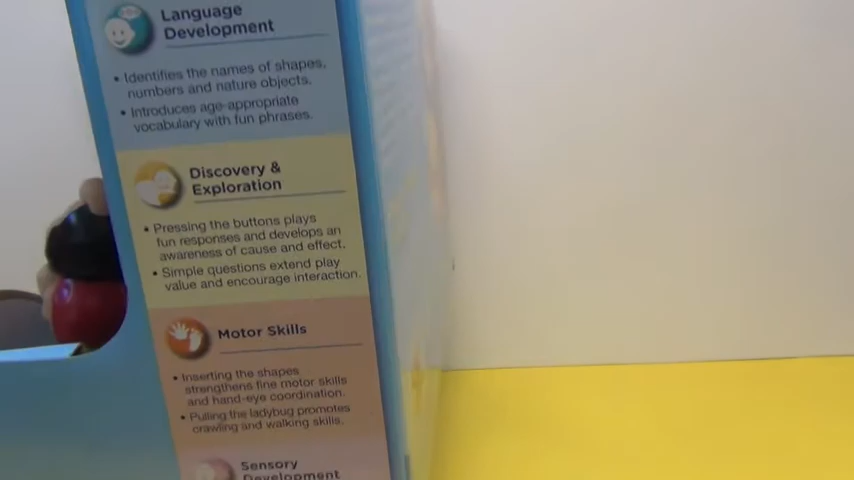 Language
Development
• Identifies the names of shapes,
numbers and nature objects.
• Introduces age-appropriate
vocabulary with fun phrases.
Discovery &
Exploration
• Pressing the buttons plays
fun responses and develops an
awareness of cause and effect.
• Simple questions extend play
value and encourage interaction.
Motor Skills
• Inserting the shapes
strengthens fine motor skills
and hand-eye coordination.
• Pulling the ladybug promotes
crawling and walking skills.
Sensory
Development